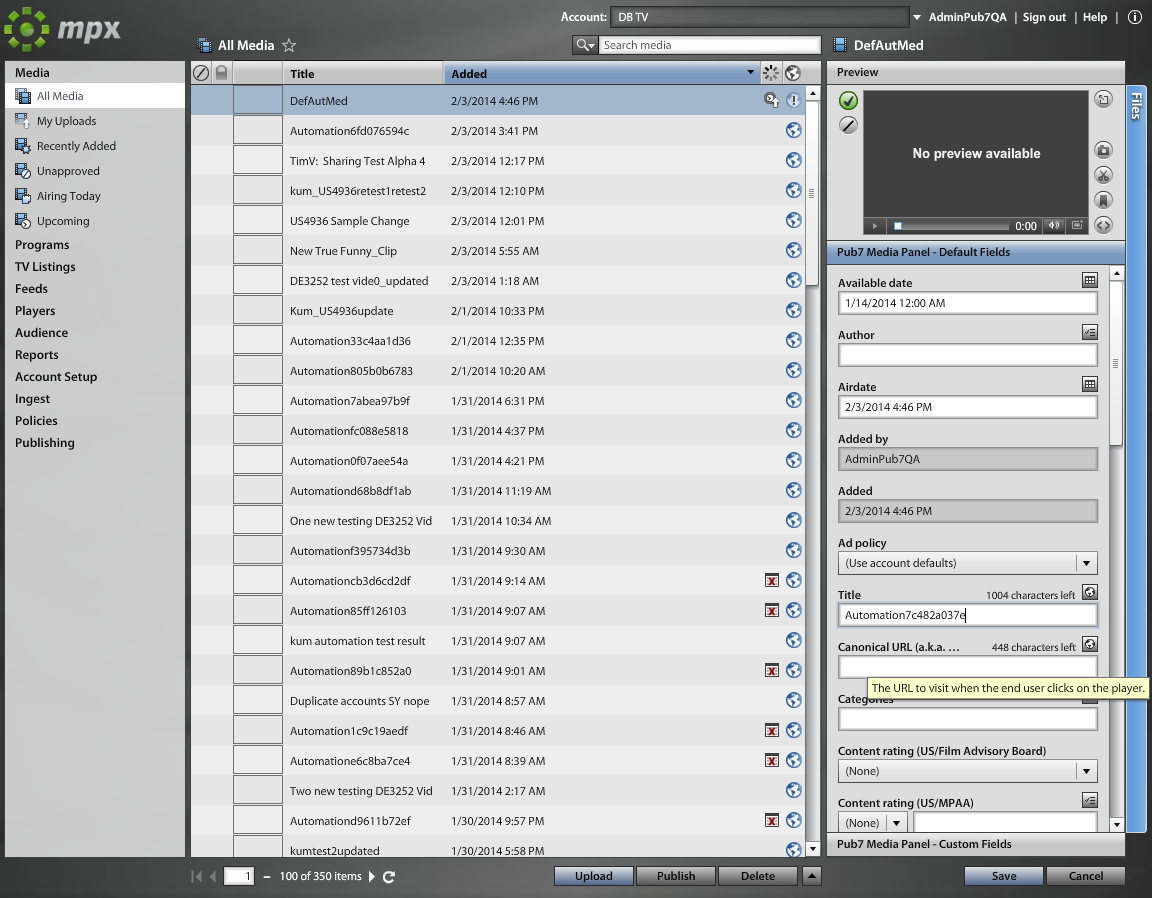 mpx
Account: DB TV AdminPub7QA | Sign out | Help |
All Media Search media DefAutMed
Media
All Media
My Uploads
Recently Added
Unapproved
Airing Today
Upcoming
Programs
TV Listings
Feeds
Players
Audience
Reports
Account Setup
Ingest
Policies
Publishing
Title Added
DefAutMed 2/3/2014 4:46 PM
Automation6fd076594c 2/3/2014 3:41 PM
TimV: Sharing Test Alpha 4 2/3/2014 12:17 PM
kum_US4936retest1retest2 2/3/2014 12:10 PM
US4936 Sample Change 2/3/2014 12:01 PM
New True Funny_Clip 2/3/2014 5:55 AM
DE3252 test vide0_updated 2/3/2014 1:18 AM
Kum_US4936update 2/1/2014 10:33 PM
Automation33c4aa1d36 2/1/2014 12:35 PM
Automation805b0b6783 2/1/2014 10:20 AM
Automation7abea97b9f 1/31/2014 6:31 PM
Automationfc088e5818 1/31/2014 4:37 PM
Automation0f07aee54a 1/31/2014 4:21 PM
Automationd68b8df1ab 1/31/2014 11:19 AM
One new testing DE3252 Vid 1/31/2014 10:34 AM
Automationf395734d3b 1/31/2014 9:30 AM
Automationcb3d6cd2df 1/31/2014 9:14 AM
Automation85ff126103 1/31/2014 9:07 AM
kum automation test result 1/31/2014 9:07 AM
Automation89b1c852a0 1/31/2014 9:01 AM
Duplicate accounts SY nope 1/31/2014 8:57 AM
Automation1c9c19aedf 1/31/2014 8:46 AM
Automatione6c8ba7ce4 1/31/2014 8:39 AM
Two new testing DE3252 Vid 1/31/2014 2:17 AM
Automationd9611b72ef 1/30/2014 9:57 PM
kumtest2updated 1/30/2014 5:58 PM
1 – 100 of 350 items
Upload Publish Delete
Preview
No preview available
0:00
Files
Pub7 Media Panel - Default Fields
Available date
1/14/2014 12:00 AM
Author
Airdate
2/3/2014 4:46 PM
Added by
AdminPub7QA
Added
2/3/2014 4:46 PM
Ad policy
(Use account defaults)
Title 1004 characters left
Automation7c482a037e
Canonical URL (a.k.a. ... 448 characters left
The URL to visit when the end user clicks on the player.
Categories
Content rating (US/Film Advisory Board)
(None)
Content rating (US/MPAA)
(None)
Pub7 Media Panel - Custom Fields
Save Cancel